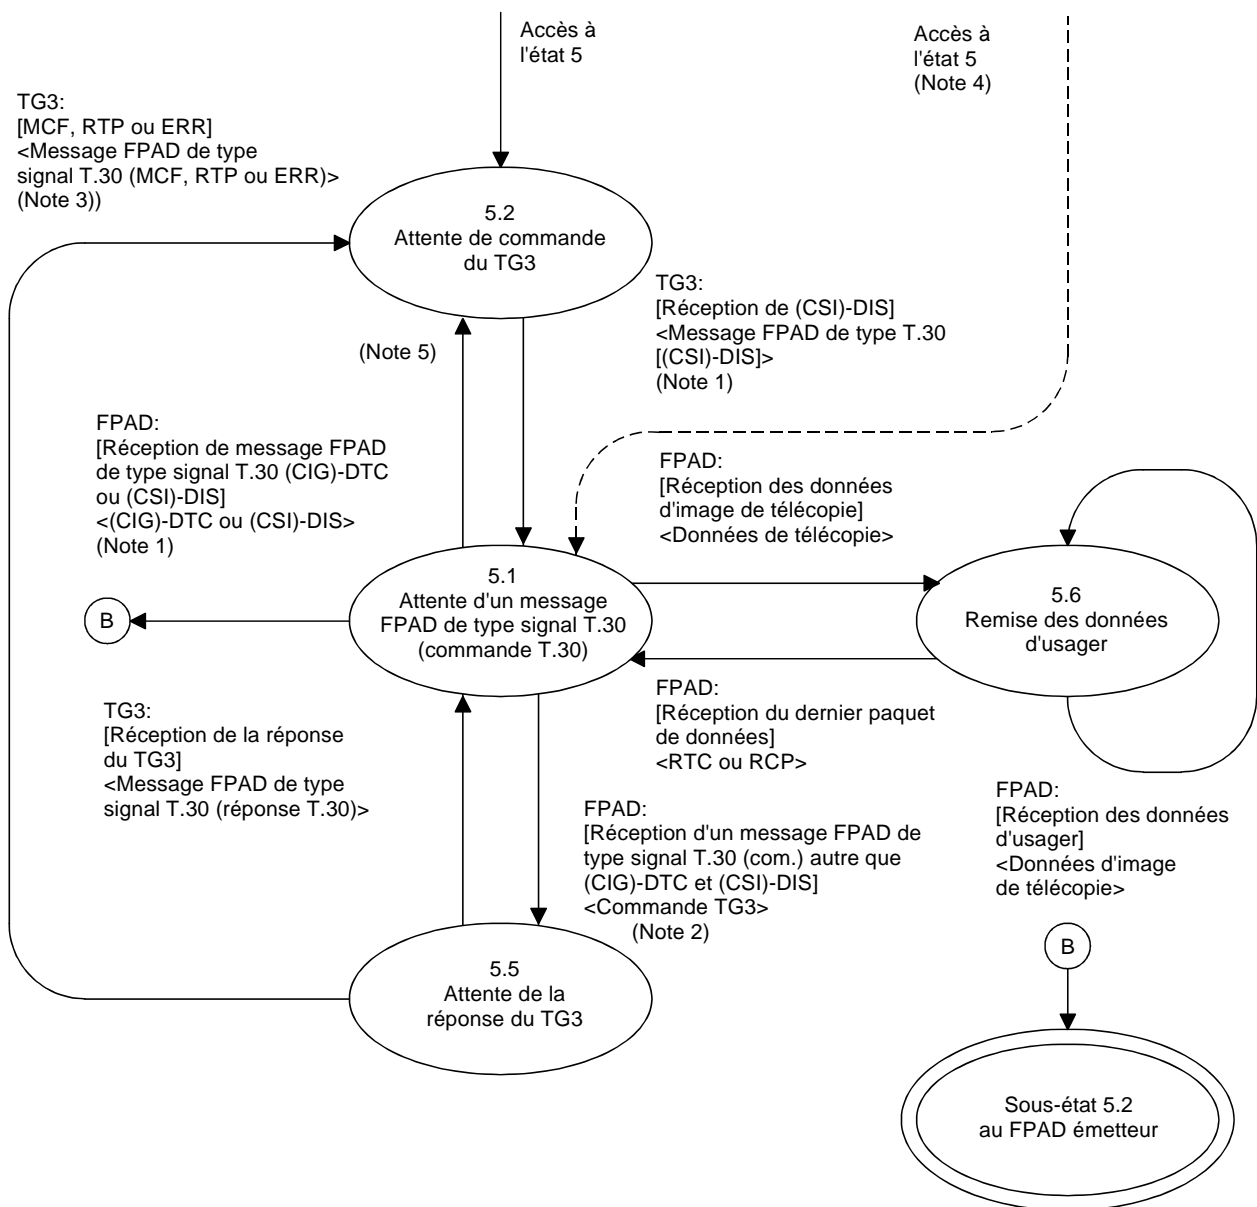 Accès à
l'état 5
Accès à
l'état 5
(Note 4)
TG3:
[MCF, RTP ou ERR]
<Message FPAD de type
signal T.30 (MCF, RTP ou ERR)>
(Note 3))
5.2
Attente de commande
du TG3
TG3:
[Réception de (CSI)-DIS]
<Message FPAD de type T.30
[(CSI)-DIS]>
(Note 1)
(Note 5)
FPAD:
[Réception de message FPAD
de type signal T.30 (CIG)-DTC
ou (CSI)-DIS]
<(CIG)-DTC ou (CSI)-DIS>
(Note 1)
FPAD:
[Réception des données
d'image de télécopie]
<Données de télécopie>
5.1
Attente d'un message
FPAD de type signal T.30
(commande T.30)
5.6
Remise des données
d'usager
B
TG3:
[Réception de la réponse
du TG3]
<Message FPAD de type
signal T.30 (réponse T.30)>
FPAD:
[Réception du dernier paquet
de données]
<RTC ou RCP>
FPAD:
[Réception d'un message FPAD de
type signal T.30 (com.) autre que
(CIG)-DTC et (CSI)-DIS]
<Commande TG3>
(Note 2)
FPAD:
[Réception des données
d'usager]
<Données d'image
de télécopie>
5.5
Attente de la
réponse du TG3
B
Sous-état 5.2
au FPAD émetteur